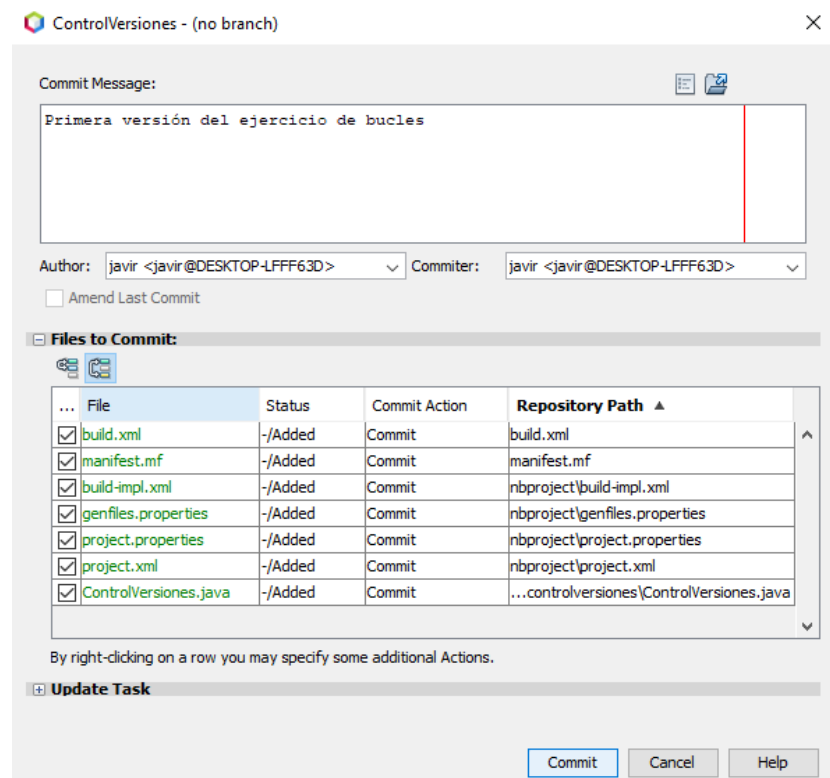 ControlVersiones - (no branch)
Commit Message:
Primera versión del ejercicio de bucles
Author: javir <javir@DESKTOP-LFFF63D> Commiter: javir <javir@DESKTOP-LFFF63D>
Amend Last Commit
Files to Commit:
... File Status Commit Action Repository Path
build.xml -/Added Commit build.xml
manifest.mf -/Added Commit manifest.mf
build-impl.xml -/Added Commit nbproject\build-impl.xml
genfiles.properties -/Added Commit nbproject\genfiles.properties
project.properties -/Added Commit nbproject\project.properties
project.xml -/Added Commit nbproject\project.xml
ControlVersiones.java -/Added Commit ...controlversiones\ControlVersiones.java
By right-clicking on a row you may specify some additional Actions.
Update Task
Commit Cancel Help